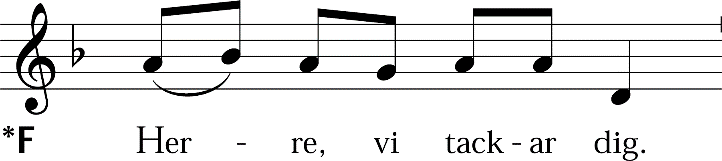 *F Her - re, vi tack - ar dig.